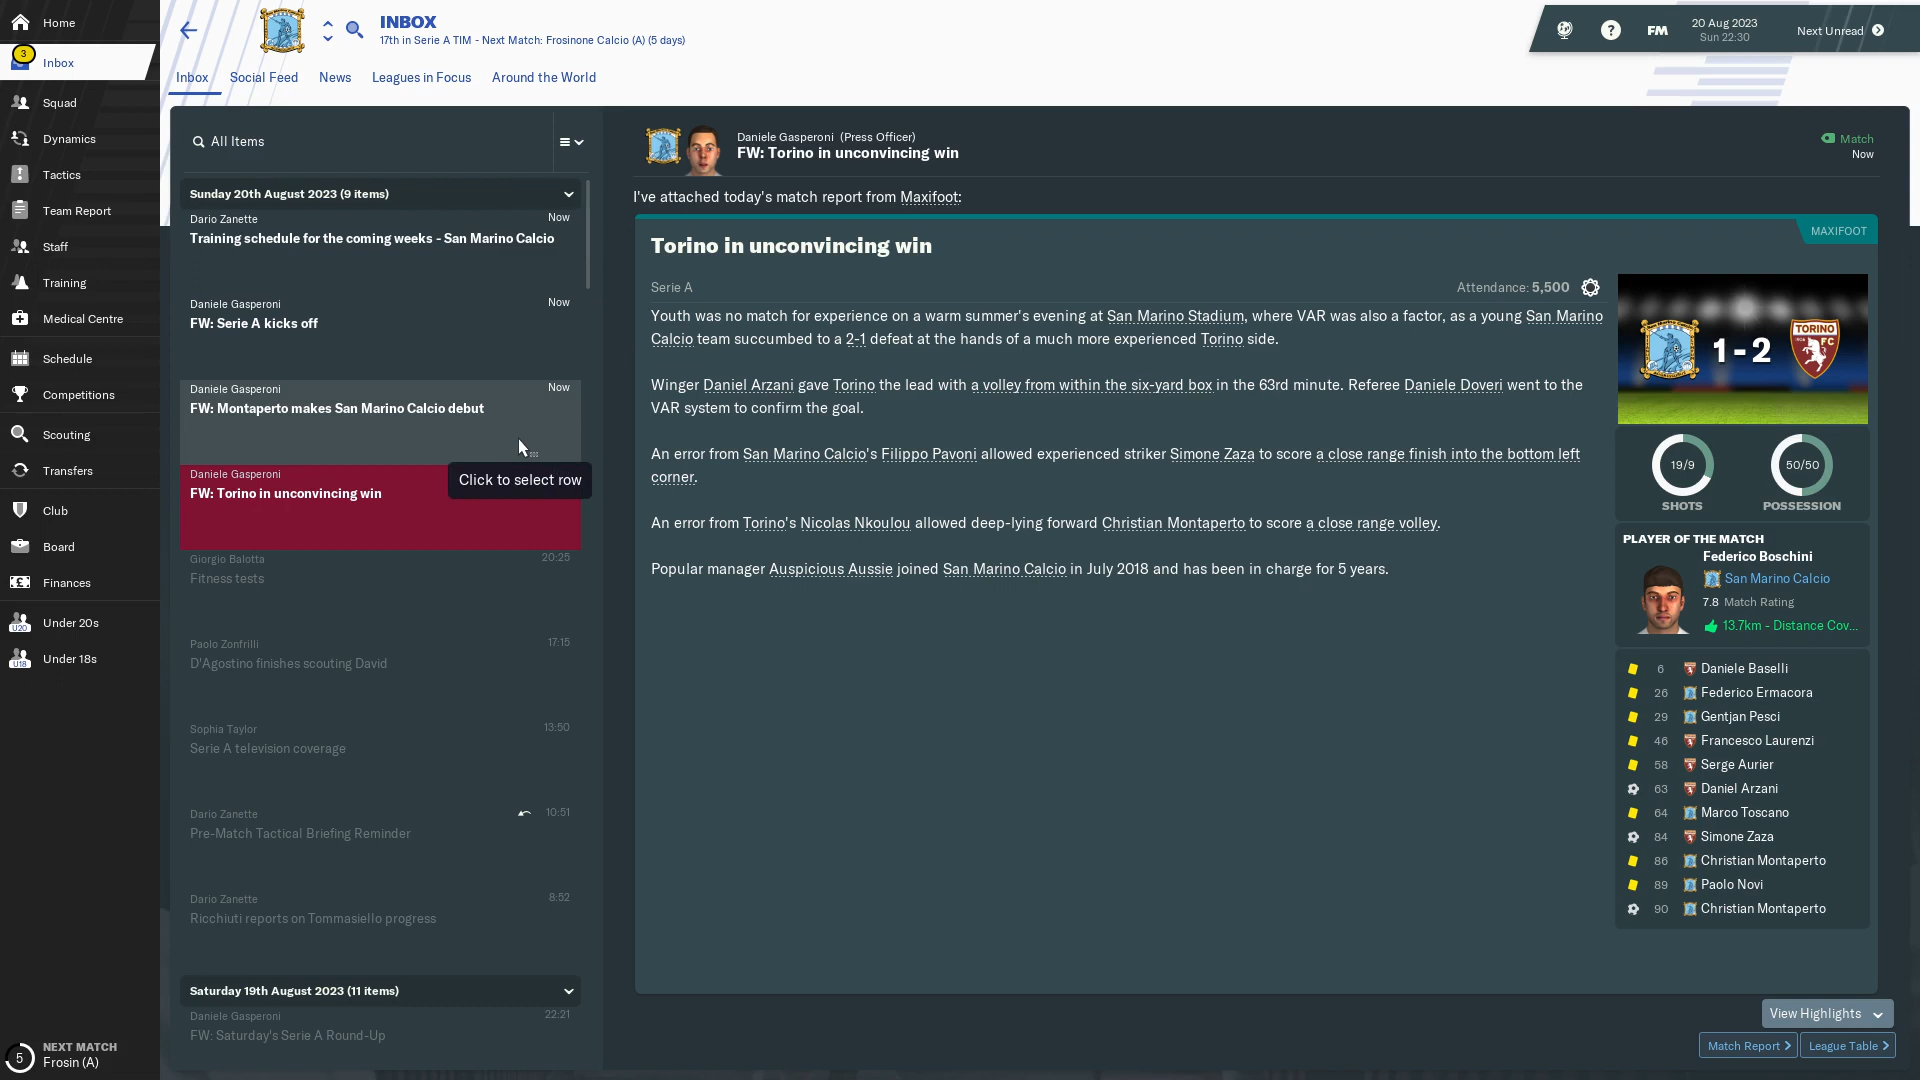 Home
3
Inbox
Squad
Dynamics
Tactics
Team Report
Staff
Training
Medical Centre
Schedule
Competitions
Scouting
Transfers
Club
Board
Finances
U20
Under 20s
U18
Under 18s
5
NEXT MATCH
Frosin (A)
INBOX
17th in Serie A TIM - Next Match: Frosinone Calcio (A) (5 days)
?
FM
20 Aug 2023
Sun 22:30
Next Unread
Inbox
Social Feed
News
Leagues in Focus
Around the World
All Items
Sunday 20th August 2023 (9 items)
Dario Zanette
Now
Training schedule for the coming weeks - San Marino Calcio
Daniele Gasperoni
Now
FW: Serie A kicks off
Daniele Gasperoni
Now
FW: Montaperto makes San Marino Calcio debut
Daniele Gasperoni
FW: Torino in unconvincing win
Click to select row
Giorgio Balotta
20:25
Fitness tests
Paolo Zonfrilli
17:15
D'Agostino finishes scouting David
Sophia Taylor
13:50
Serie A television coverage
Dario Zanette
10:51
Pre-Match Tactical Briefing Reminder
Dario Zanette
8:52
Ricchiuti reports on Tommasiello progress
Saturday 19th August 2023 (11 items)
Daniele Gasperoni
22:21
FW: Saturday's Serie A Round-Up
Daniele Gasperoni (Press Officer)
FW: Torino in unconvincing win
Match
Now
I've attached today's match report from Maxifoot:
MAXIFOOT
Torino in unconvincing win
Serie A
Attendance: 5,500
Youth was no match for experience on a warm summer's evening at San Marino Stadium, where VAR was also a factor, as a young San Marino
Calcio team succumbed to a 2-1 defeat at the hands of a much more experienced Torino side.
Winger Daniel Arzani gave Torino the lead with a volley from within the six-yard box in the 63rd minute. Referee Daniele Doveri went to the
VAR system to confirm the goal.
An error from San Marino Calcio's Filippo Pavoni allowed experienced striker Simone Zaza to score a close range finish into the bottom left
corner.
An error from Torino's Nicolas Nkoulou allowed deep-lying forward Christian Montaperto to score a close range volley.
Popular manager Auspicious Aussie joined San Marino Calcio in July 2018 and has been in charge for 5 years.
1 - 2
TORINO
FC
19/9
SHOTS
50/50
POSSESSION
PLAYER OF THE MATCH
Federico Boschini
San Marino Calcio
7.8 Match Rating
13.7km - Distance Cov...
6 Daniele Baselli
26 Federico Ermacora
29 Gentjan Pesci
46 Francesco Laurenzi
58 Serge Aurier
63 Daniel Arzani
64 Marco Toscano
84 Simone Zaza
86 Christian Montaperto
89 Paolo Novi
90 Christian Montaperto
View Highlights
Match Report
League Table